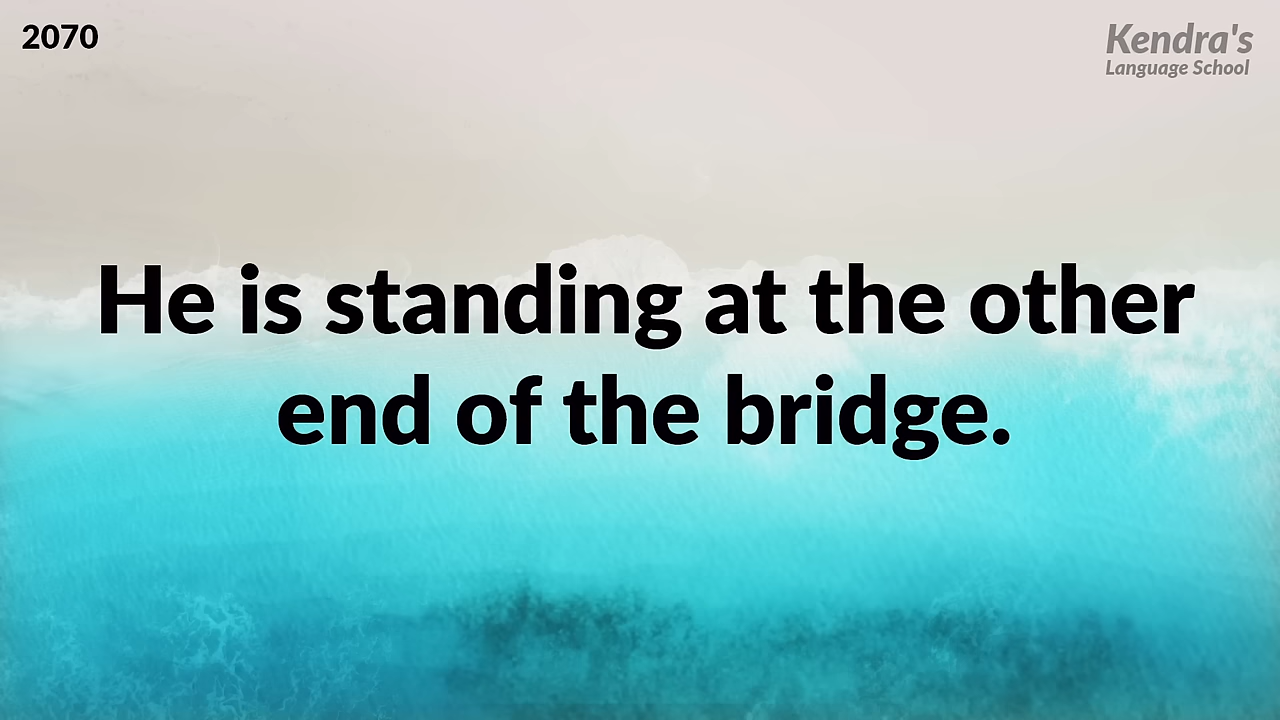 2070
Kendra's
Language School
He is standing at the other
end of the bridge.